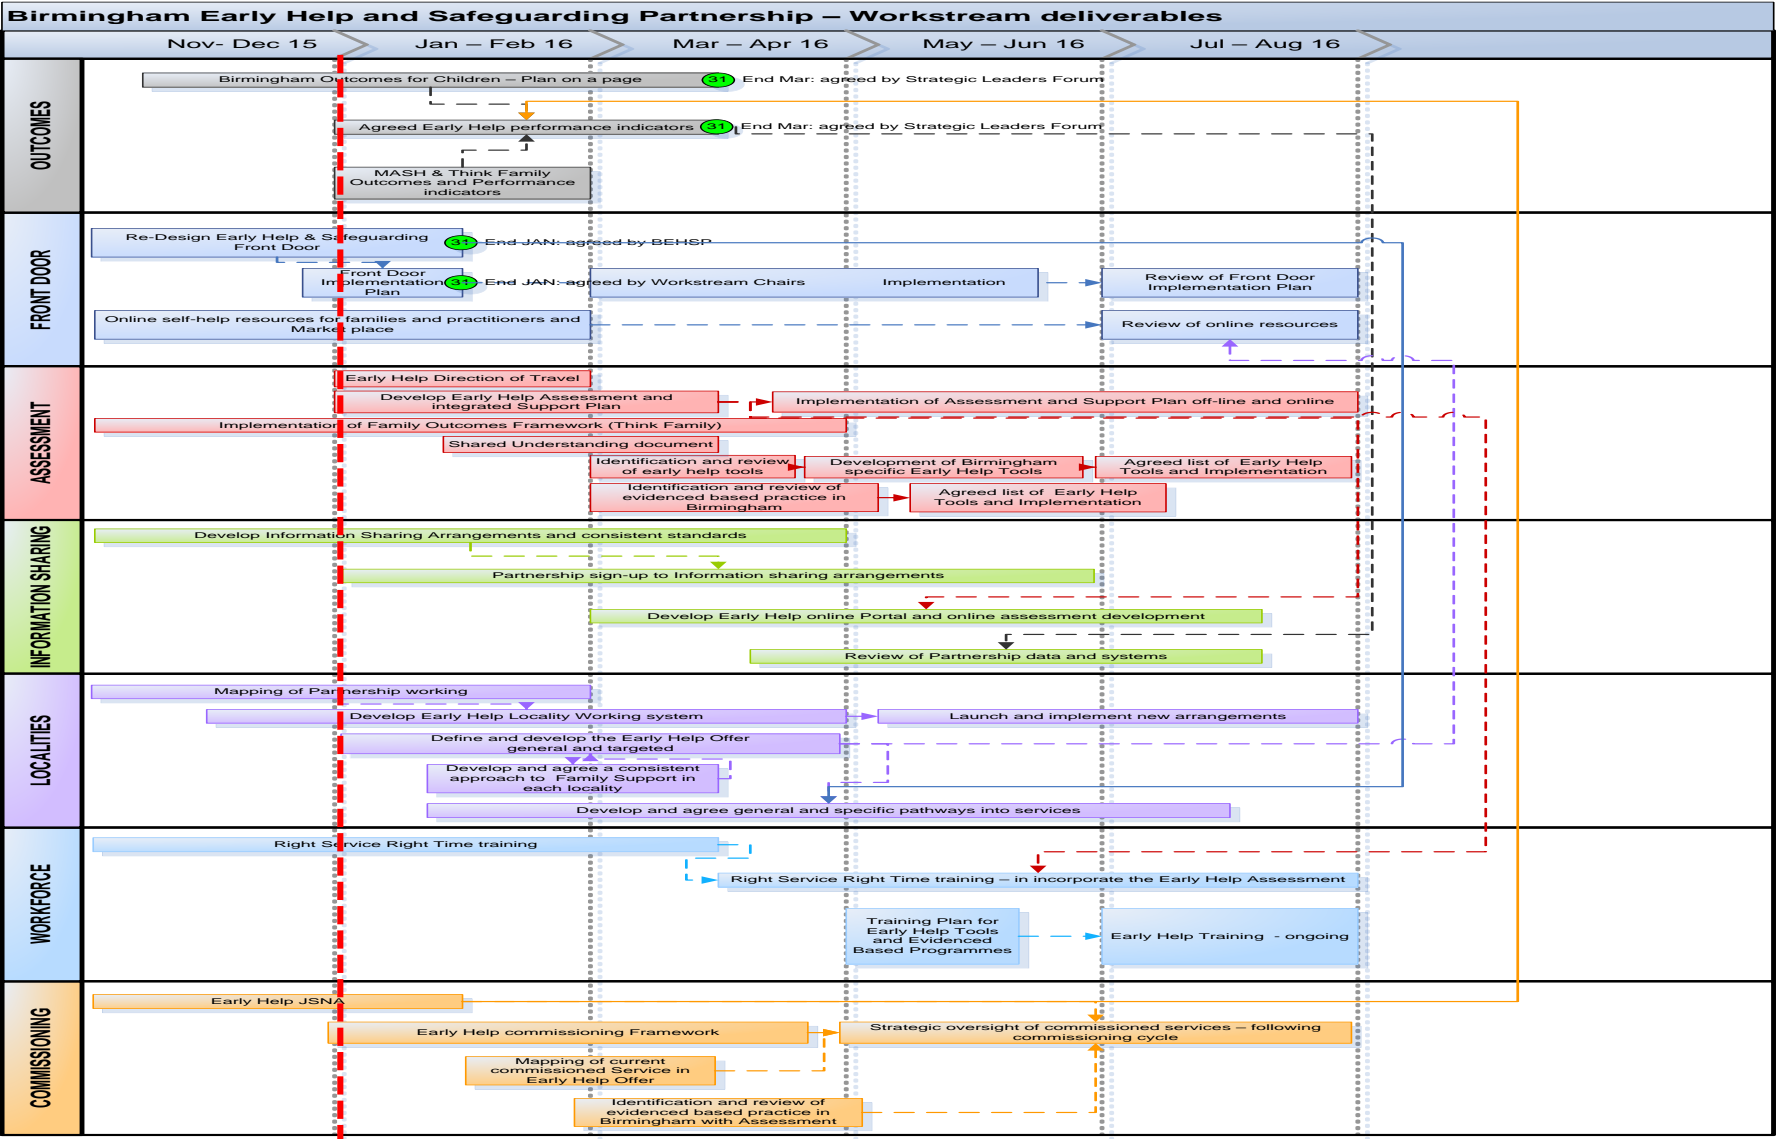 Birmingham Early Help and Safeguarding Partnership – Workstream deliverables
Nov- Dec 15
Jan – Feb 16
Mar – Apr 16
May – Jun 16
Jul – Aug 16
OUTCOMES
Birmingham Outcomes for Children – Plan on a page
31
End Mar: agreed by Strategic Leaders Forum
Agreed Early Help performance indicators
31
End Mar: agreed by Strategic Leaders Forum
MASH & Think Family
Outcomes and Performance
indicators
FRONT DOOR
Re-Design Early Help & Safeguarding
Front Door
31
End JAN: agreed by BEHSP
Front Door
Implementation
Plan
31
End JAN: agreed by Workstream Chairs
Implementation
Review of Front Door
Implementation Plan
Online self-help resources for families and practitioners and
Market place
Review of online resources
ASSESSMENT
Early Help Direction of Travel
Develop Early Help Assessment and
integrated Support Plan
Implementation of Assessment and Support Plan off-line and online
Implementation of Family Outcomes Framework (Think Family)
Shared Understanding document
Identification and review
of early help tools
Development of Birmingham
specific Early Help Tools
Agreed list of Early Help
Tools and Implementation
Identification and review of
evidenced based practice in
Birmingham
Agreed list of Early Help
Tools and Implementation
INFORMATION SHARING
Develop Information Sharing Arrangements and consistent standards
Partnership sign-up to Information sharing arrangements
Develop Early Help online Portal and online assessment development
Review of Partnership data and systems
LOCALITIES
Mapping of Partnership working
Develop Early Help Locality Working system
Launch and implement new arrangements
Define and develop the Early Help Offer
general and targeted
Develop and agree a consistent
approach to Family Support in
each locality
Develop and agree general and specific pathways into services
WORKFORCE
Right Service Right Time training
Right Service Right Time training – in incorporate the Early Help Assessment
Training Plan for
Early Help Tools
and Evidenced
Based Programmes
Early Help Training - ongoing
COMMISSIONING
Early Help JSNA
Early Help commissioning Framework
Strategic oversight of commissioned services – following
commissioning cycle
Mapping of current
commissioned Service in
Early Help Offer
Identification and review of
evidenced based practice in
Birmingham with Assessment